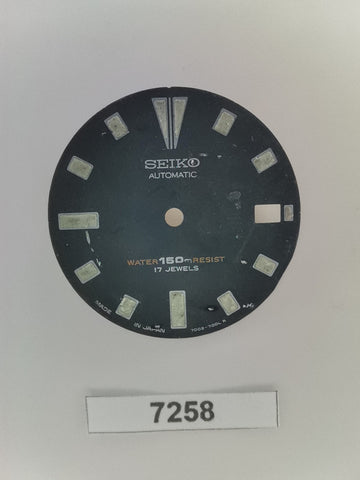 SEIKO
AUTOMATIC
WATER 150m RESIST
17 JEWELS
MADE IN JAPAN
7258